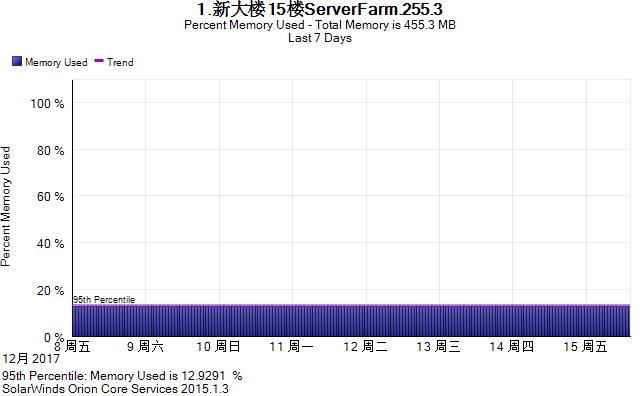 1.新大楼15楼ServerFarm.255.3
Percent Memory Used - Total Memory is 455.3 MB
Last 7 Days
Memory Used Trend
Percent Memory Used
100 %
80 %
60 %
40 %
20 %
0 %
95th Percentile
8 周五 9 周六 10 周日 11 周一 12 周二 13 周三 14 周四 15 周五
12月 2017
95th Percentile: Memory Used is 12.9291 %
SolarWinds Orion Core Services 2015.1.3